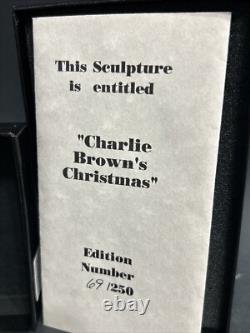 This Sculpture
is entitled
"Charlie
Brown's
Christmas"
Edition
Number
69/250